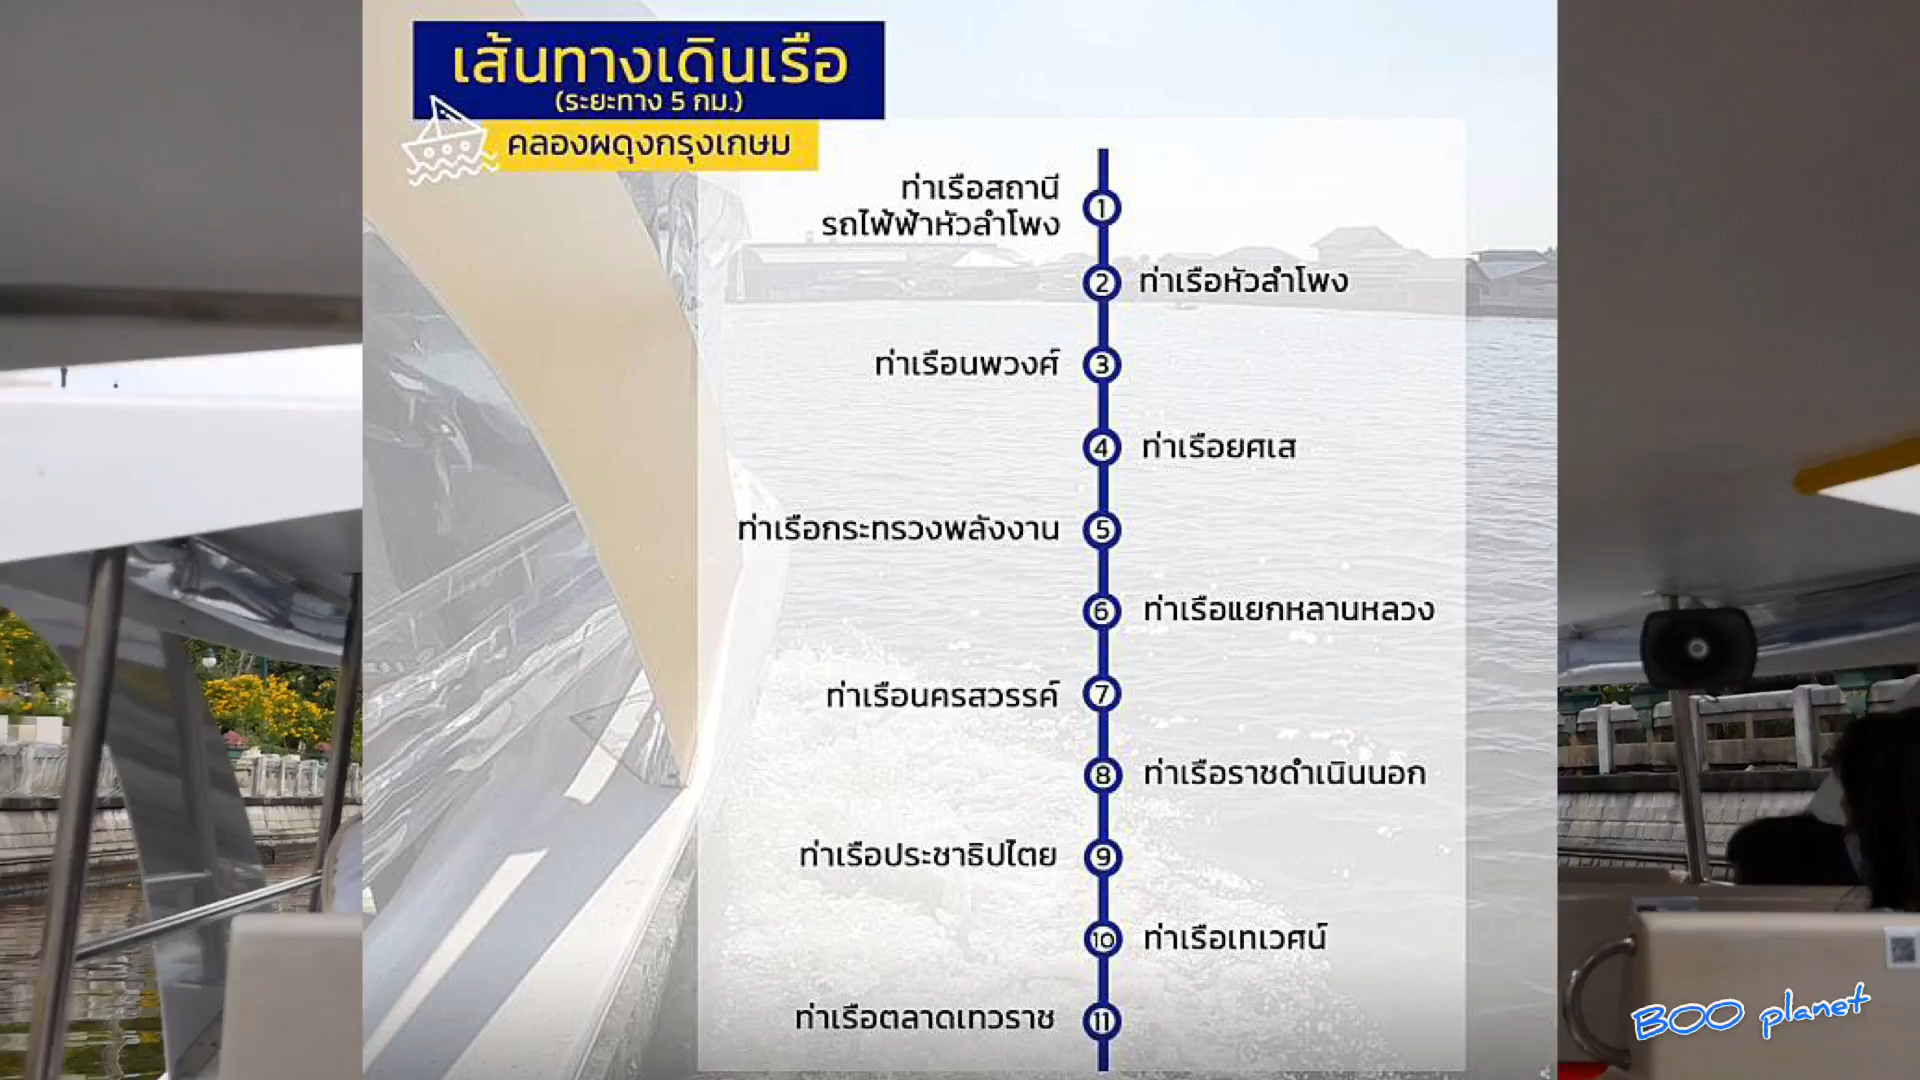 เส้นทางเดินเรือ
(ระยะทาง 5 กม.)
คลองผดุงกรุงเกษม
ท่าเรือสถานี
รถไฟฟ้าหัวลำโพง
1
2 ท่าเรือหัวลำโพง
ท่าเรือนพวงศ์ 3
4 ท่าเรือยศเส
ท่าเรือกระทรวงพลังงาน 5
6 ท่าเรือแยกหลานหลวง
ท่าเรือนครสวรรค์ 7
8 ท่าเรือราชดำเนินนอก
ท่าเรือประชาธิปไตย 9
10 ท่าเรือเทเวศน์
ท่าเรือตลาดเทวราช 11
BOO planet